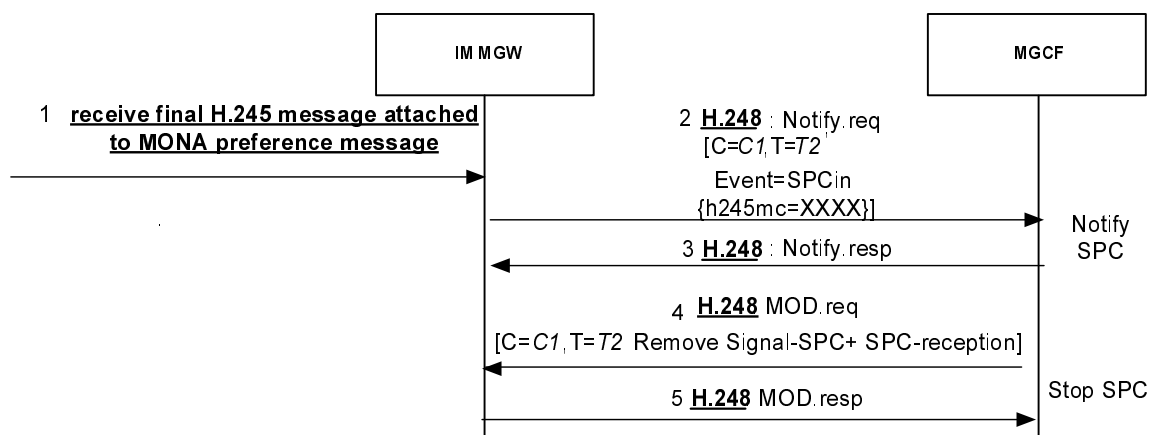 IM MGW
MGCF
1 receive final H.245 message attached
to MONA preference message
2 H.248 : Notify.req
[C=C1,T=T2,
Event=SPCin
{h245mc=XXXX}]
Notify
SPC
3 H.248 : Notify.resp
4 H.248 MOD.req
[C=C1,T=T2 Remove Signal-SPC+ SPC-reception]
Stop SPC
5 H.248 MOD.resp